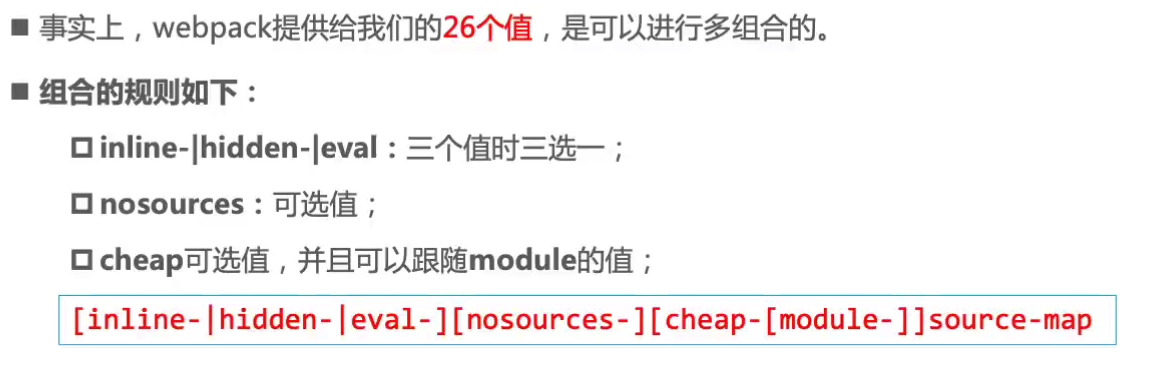 事实上，webpack提供给我们的26个值，是可以进行多组合的。
组合的规则如下：
inline-|hidden-|eval：三个值时三选一；
nosources：可选值；
cheap可选值，并且可以跟随module的值；
[inline-|hidden-|eval-][nosources-][cheap-[module-]]source-map